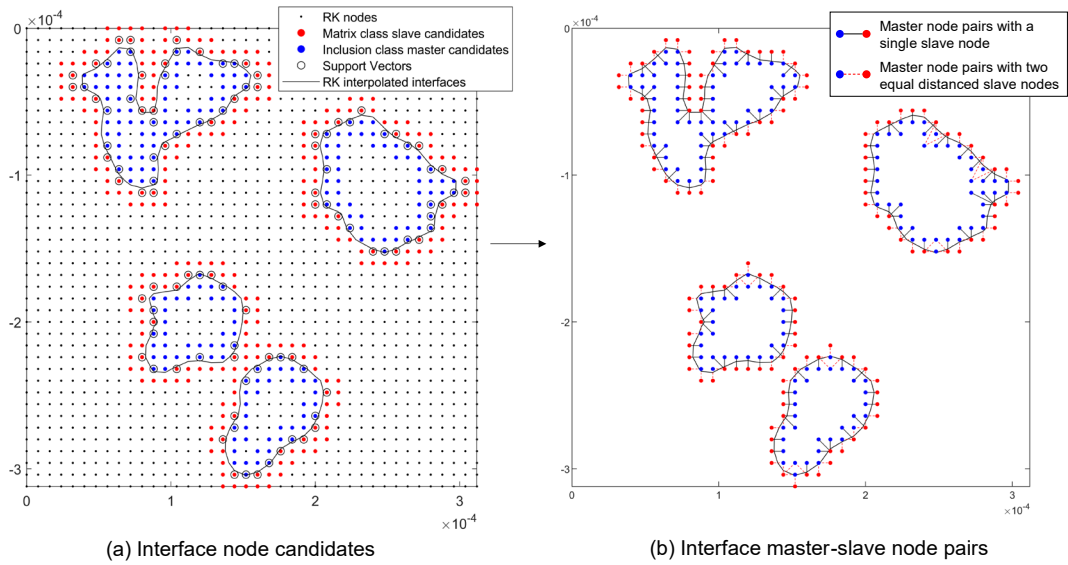 ×10⁻⁴
0
-1
-2
-3
0
1
2
3
×10⁻⁴
RK nodes
Matrix class slave candidates
Inclusion class master candidates
Support Vectors
RK interpolated interfaces
(a) Interface node candidates
×10⁻⁴
0
-1
-2
-3
0
1
2
3
×10⁻⁴
Master node pairs with a
single slave node
Master node pairs with two
equal distanced slave nodes
(b) Interface master-slave node pairs